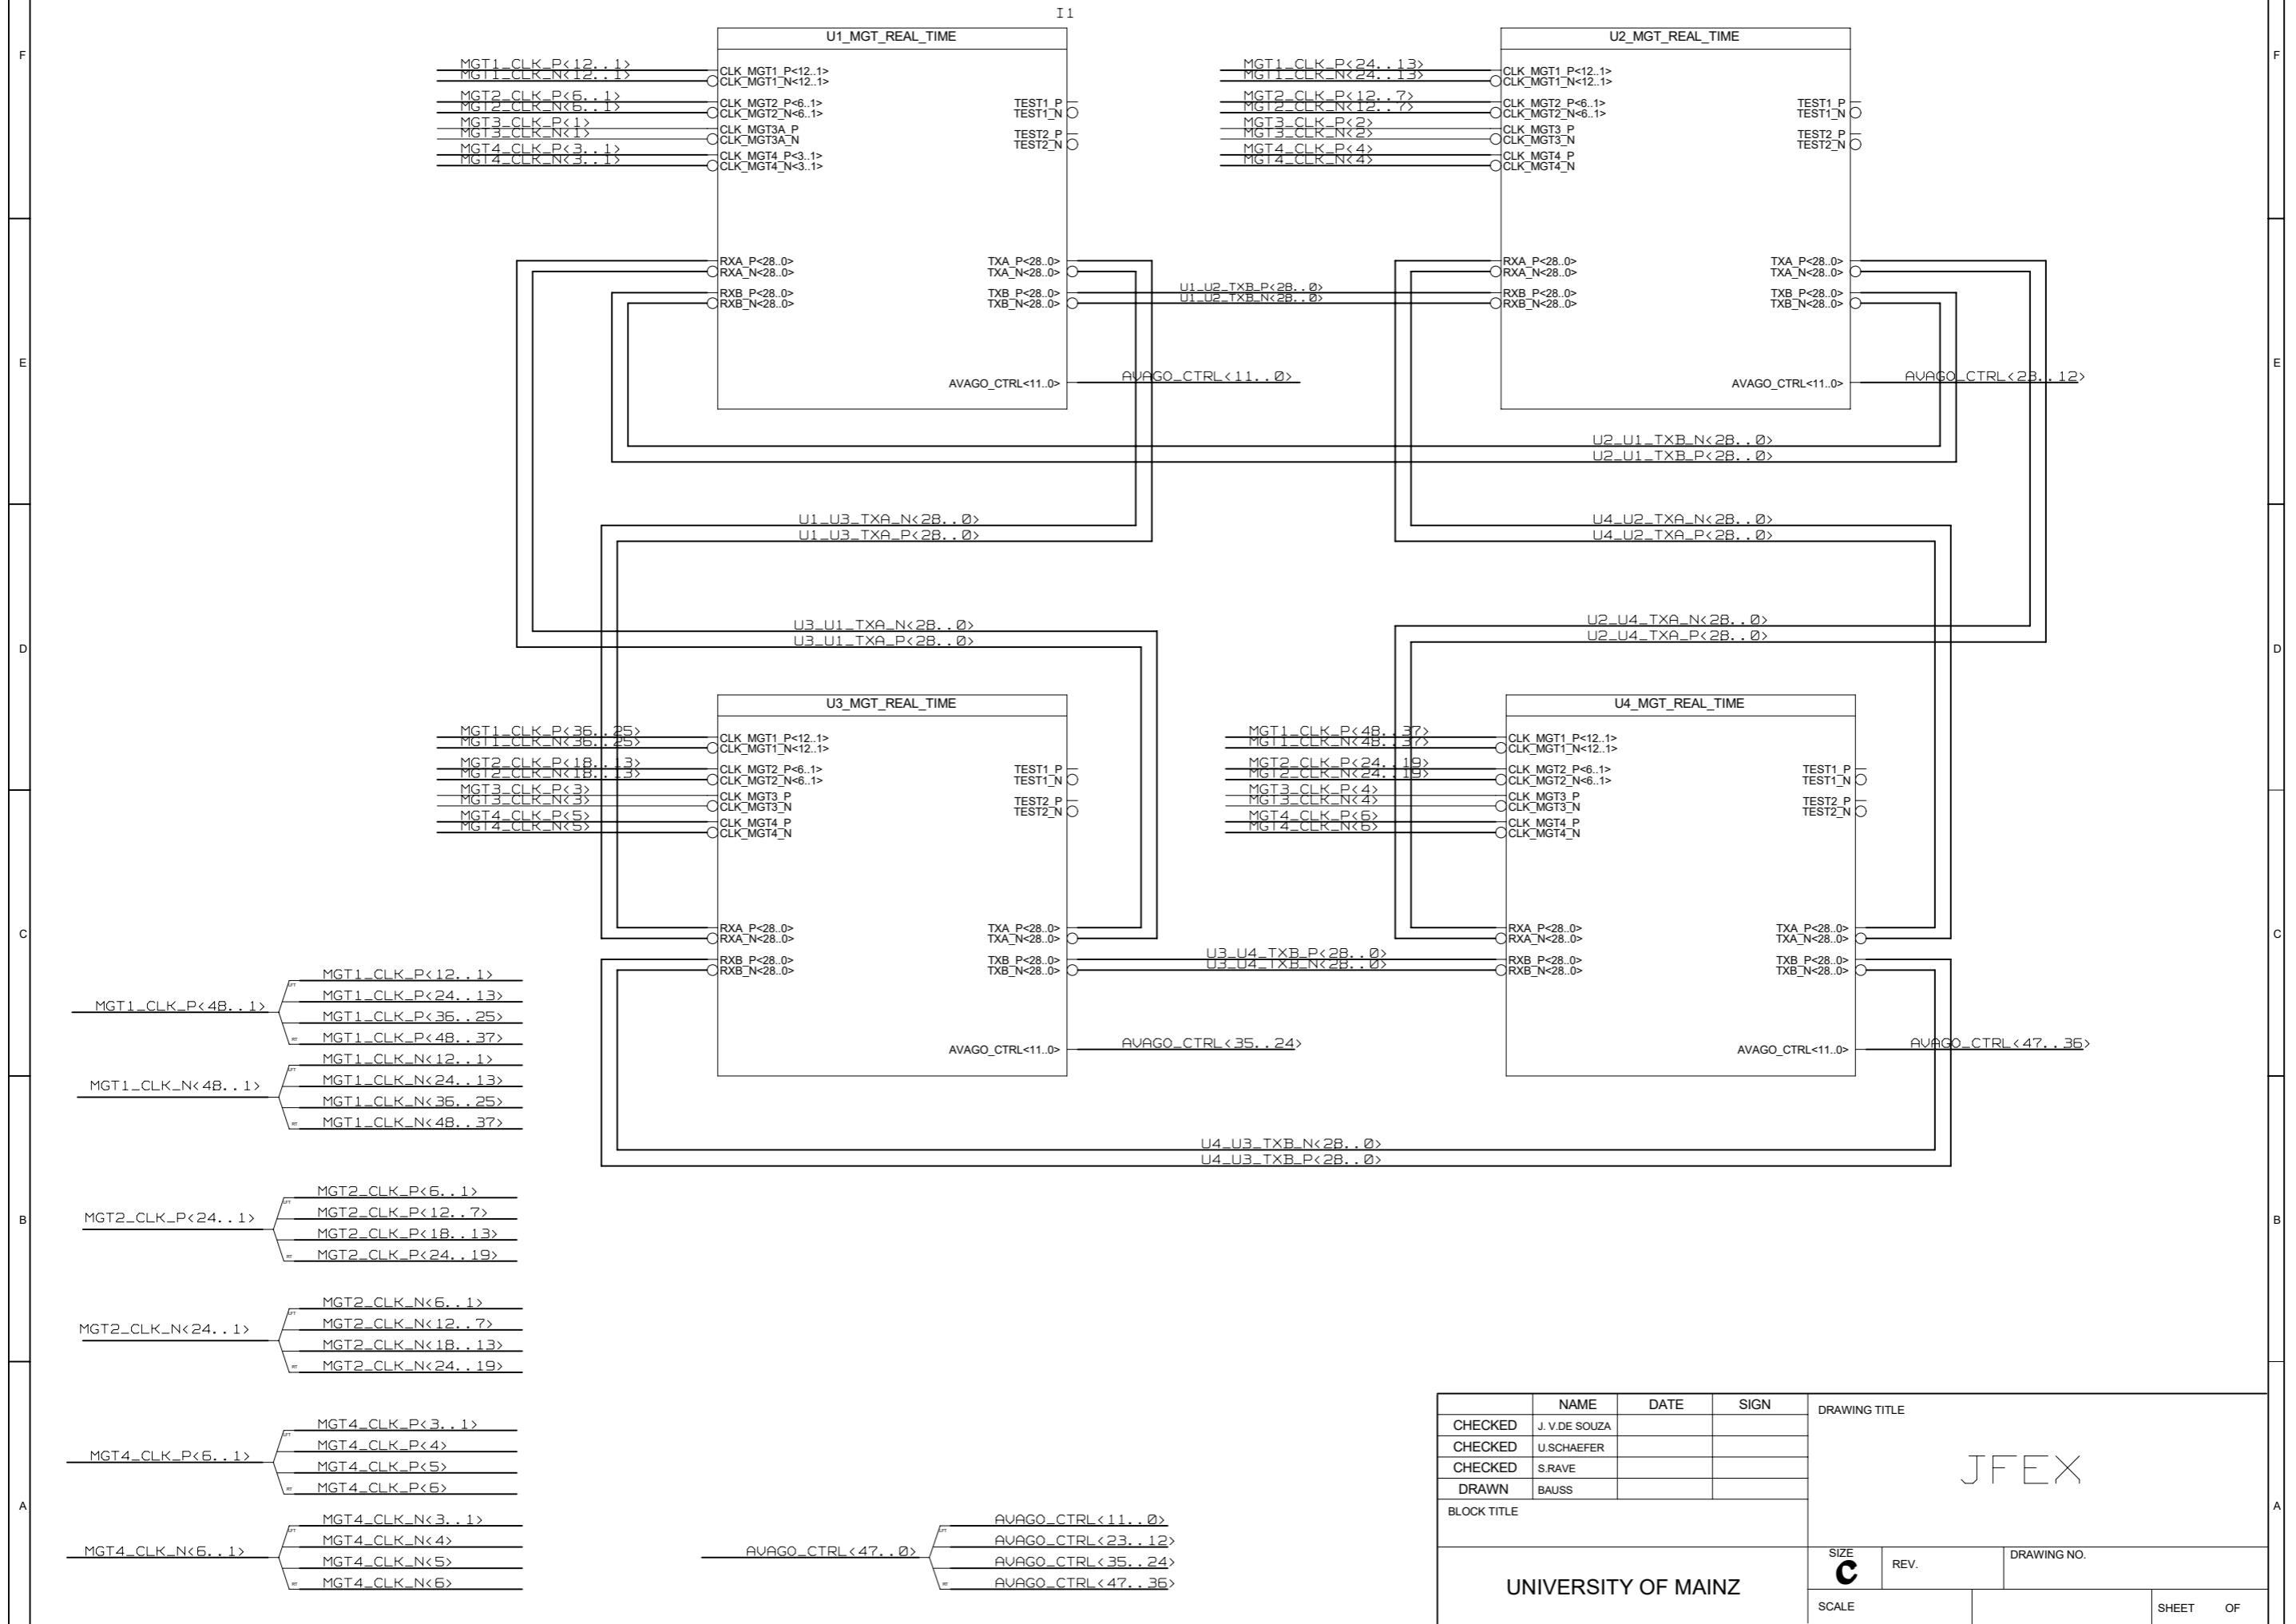 I1
F
F
U1_MGT_REAL_TIME
MGT1_CLK_P<12..1>
MGT1_CLK_N<12..1>
MGT2_CLK_P<6..1>
MGT2_CLK_N<6..1>
MGT3_CLK_P<1>
MGT3_CLK_N<1>
MGT4_CLK_P<3..1>
MGT4_CLK_N<3..1>
CLK_MGT1_P<12..1>
CLK_MGT1_N<12..1>
CLK_MGT2_P<6..1>
CLK_MGT2_N<6..1>
CLK_MGT3A_P
CLK_MGT3A_N
CLK_MGT4_P<3..1>
CLK_MGT4_N<3..1>
TEST1_P
TEST1_N
TEST2_P
TEST2_N
RXA_P<28..0>
RXA_N<28..0>
RXB_P<28..0>
RXB_N<28..0>
TXA_P<28..0>
TXA_N<28..0>
TXB_P<28..0>
TXB_N<28..0>
AVAGO_CTRL<11..0>
AVAGO_CTRL<11..0>
U1_U2_TXB_P<28..0>
U1_U2_TXB_N<28..0>
U2_MGT_REAL_TIME
MGT1_CLK_P<24..13>
MGT1_CLK_N<24..13>
MGT2_CLK_P<12..7>
MGT2_CLK_N<12..7>
MGT3_CLK_P<2>
MGT3_CLK_N<2>
MGT4_CLK_P<4>
MGT4_CLK_N<4>
CLK_MGT1_P<12..1>
CLK_MGT1_N<12..1>
CLK_MGT2_P<6..1>
CLK_MGT2_N<6..1>
CLK_MGT3_P
CLK_MGT3_N
CLK_MGT4_P
CLK_MGT4_N
TEST1_P
TEST1_N
TEST2_P
TEST2_N
RXA_P<28..0>
RXA_N<28..0>
RXB_P<28..0>
RXB_N<28..0>
TXA_P<28..0>
TXA_N<28..0>
TXB_P<28..0>
TXB_N<28..0>
AVAGO_CTRL<11..0>
AVAGO_CTRL<23..12>
E
E
U2_U1_TXB_N<28..0>
U2_U1_TXB_P<28..0>
U1_U3_TXA_N<28..0>
U1_U3_TXA_P<28..0>
U4_U2_TXA_N<28..0>
U4_U2_TXA_P<28..0>
U3_U1_TXA_N<28..0>
U3_U1_TXA_P<28..0>
U2_U4_TXA_N<28..0>
U2_U4_TXA_P<28..0>
D
D
U3_MGT_REAL_TIME
MGT1_CLK_P<36..25>
MGT1_CLK_N<36..25>
MGT2_CLK_P<18..13>
MGT2_CLK_N<18..13>
MGT3_CLK_P<3>
MGT3_CLK_N<3>
MGT4_CLK_P<5>
MGT4_CLK_N<5>
CLK_MGT1_P<12..1>
CLK_MGT1_N<12..1>
CLK_MGT2_P<6..1>
CLK_MGT2_N<6..1>
CLK_MGT3_P
CLK_MGT3_N
CLK_MGT4_P
CLK_MGT4_N
TEST1_P
TEST1_N
TEST2_P
TEST2_N
RXA_P<28..0>
RXA_N<28..0>
RXB_P<28..0>
RXB_N<28..0>
TXA_P<28..0>
TXA_N<28..0>
TXB_P<28..0>
TXB_N<28..0>
AVAGO_CTRL<11..0>
AVAGO_CTRL<35..24>
U3_U4_TXB_P<28..0>
U3_U4_TXB_N<28..0>
U4_MGT_REAL_TIME
MGT1_CLK_P<48..37>
MGT1_CLK_N<48..37>
MGT2_CLK_P<24..19>
MGT2_CLK_N<24..19>
MGT3_CLK_P<4>
MGT3_CLK_N<4>
MGT4_CLK_P<6>
MGT4_CLK_N<6>
CLK_MGT1_P<12..1>
CLK_MGT1_N<12..1>
CLK_MGT2_P<6..1>
CLK_MGT2_N<6..1>
CLK_MGT3_P
CLK_MGT3_N
CLK_MGT4_P
CLK_MGT4_N
TEST1_P
TEST1_N
TEST2_P
TEST2_N
RXA_P<28..0>
RXA_N<28..0>
RXB_P<28..0>
RXB_N<28..0>
TXA_P<28..0>
TXA_N<28..0>
TXB_P<28..0>
TXB_N<28..0>
AVAGO_CTRL<11..0>
AVAGO_CTRL<47..36>
C
C
U4_U3_TXB_N<28..0>
U4_U3_TXB_P<28..0>
MGT1_CLK_P<48..1>
MGT1_CLK_P<12..1>
MGT1_CLK_P<24..13>
MGT1_CLK_P<36..25>
MGT1_CLK_P<48..37>
MGT1_CLK_N<48..1>
MGT1_CLK_N<12..1>
MGT1_CLK_N<24..13>
MGT1_CLK_N<36..25>
MGT1_CLK_N<48..37>
B
B
MGT2_CLK_P<24..1>
MGT2_CLK_P<6..1>
MGT2_CLK_P<12..7>
MGT2_CLK_P<18..13>
MGT2_CLK_P<24..19>
MGT2_CLK_N<24..1>
MGT2_CLK_N<6..1>
MGT2_CLK_N<12..7>
MGT2_CLK_N<18..13>
MGT2_CLK_N<24..19>
MGT4_CLK_P<6..1>
MGT4_CLK_P<3..1>
MGT4_CLK_P<4>
MGT4_CLK_P<5>
MGT4_CLK_P<6>
A
A
MGT4_CLK_N<6..1>
MGT4_CLK_N<3..1>
MGT4_CLK_N<4>
MGT4_CLK_N<5>
MGT4_CLK_N<6>
AVAGO_CTRL<47..0>
AVAGO_CTRL<11..0>
AVAGO_CTRL<23..12>
AVAGO_CTRL<35..24>
AVAGO_CTRL<47..36>
NAME DATE SIGN
CHECKED J. V.DE SOUZA
CHECKED U.SCHAEFER
CHECKED S.RAVE
DRAWN BAUSS
BLOCK TITLE
UNIVERSITY OF MAINZ
DRAWING TITLE
JFEX
SIZE
C
REV.
DRAWING NO.
SCALE
SHEET OF